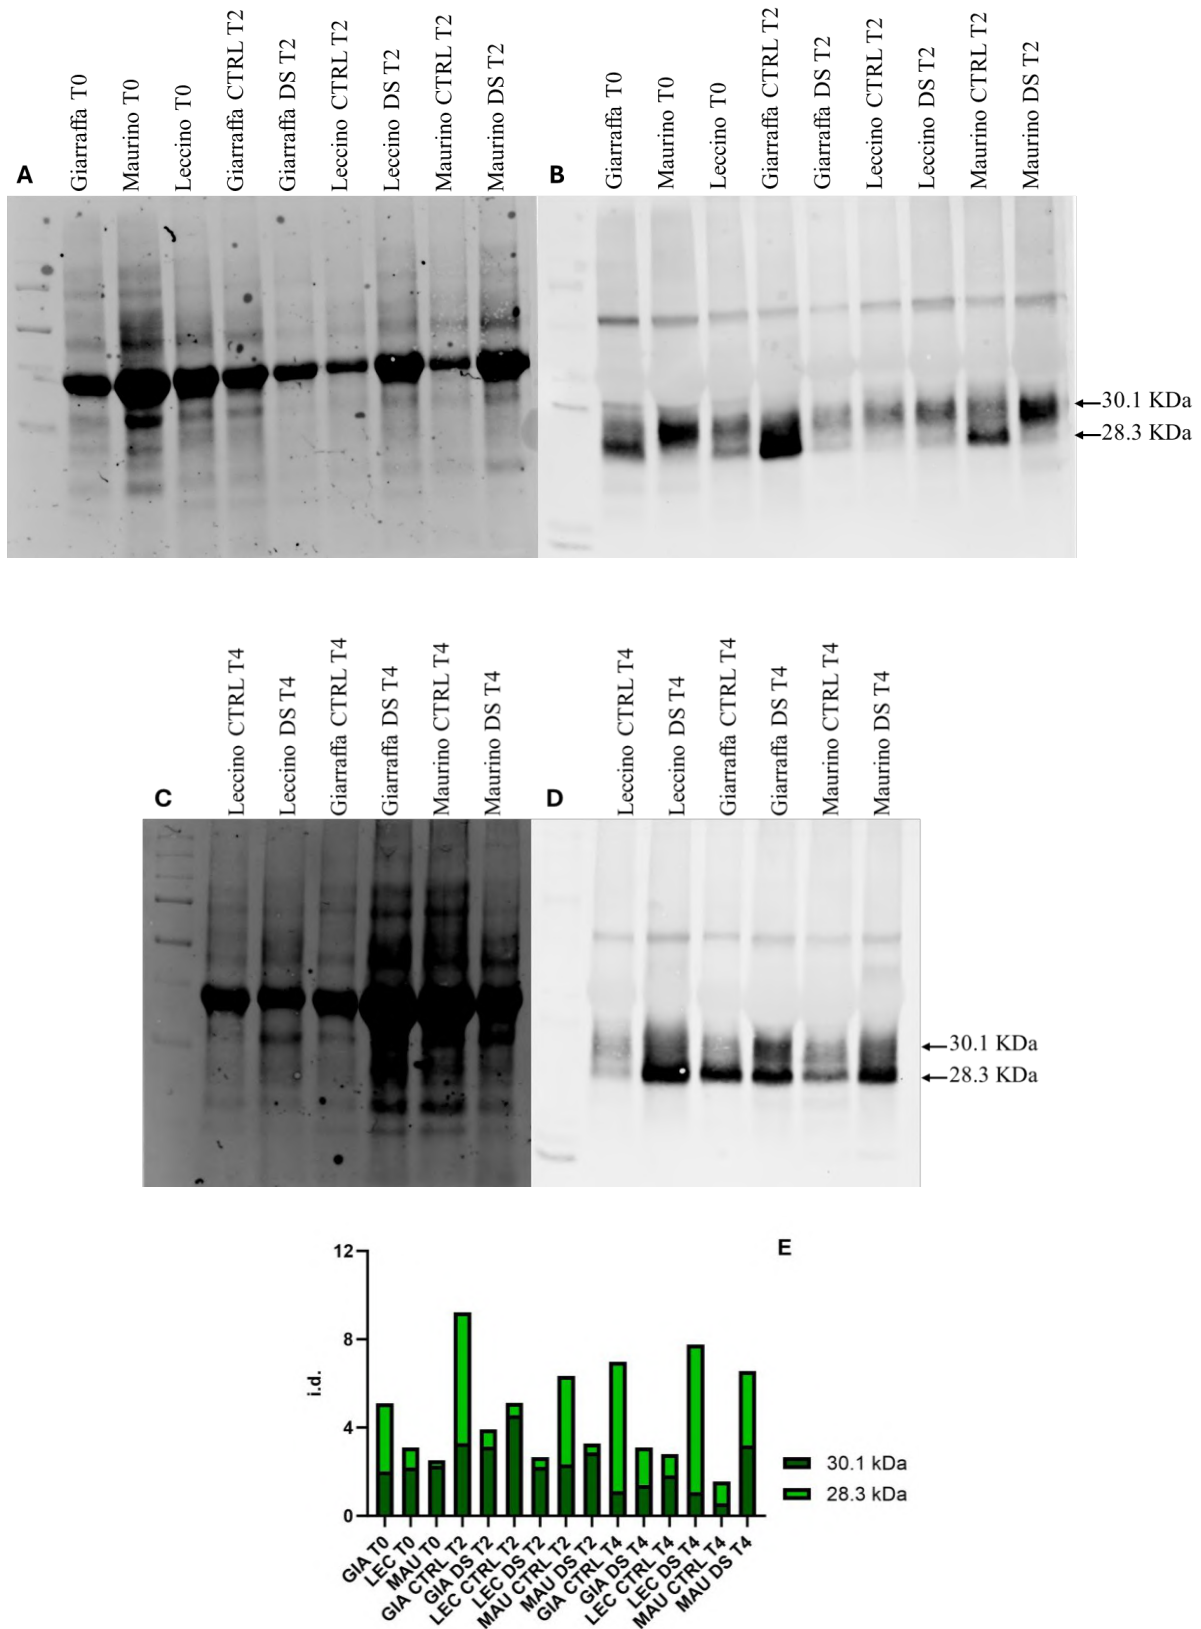 A
Giarraffa T0
Maurino T0
Leccino T0
Giarraffa CTRL T2
Giarraffa DS T2
Leccino CTRL T2
Leccino DS T2
Maurino CTRL T2
Maurino DS T2
B
Giarraffa T0
Maurino T0
Leccino T0
Giarraffa CTRL T2
Giarraffa DS T2
Leccino CTRL T2
Leccino DS T2
Maurino CTRL T2
Maurino DS T2
30.1 KDa
28.3 KDa
C
Leccino CTRL T4
Leccino DS T4
Giarraffa CTRL T4
Giarraffa DS T4
Maurino CTRL T4
Maurino DS T4
D
Leccino CTRL T4
Leccino DS T4
Giarraffa CTRL T4
Giarraffa DS T4
Maurino CTRL T4
Maurino DS T4
30.1 KDa
28.3 KDa
E
12
8
4
0
i.d.
GIA T0
LEC T0
MAU T0
GIA CTRL T2
GIA DS T2
LEC CTRL T2
LEC DS T2
MAU CTRL T2
MAU DS T2
GIA CTRL T4
GIA DS T4
LEC CTRL T4
LEC DS T4
MAU CTRL T4
MAU DS T4
30.1 kDa
28.3 kDa